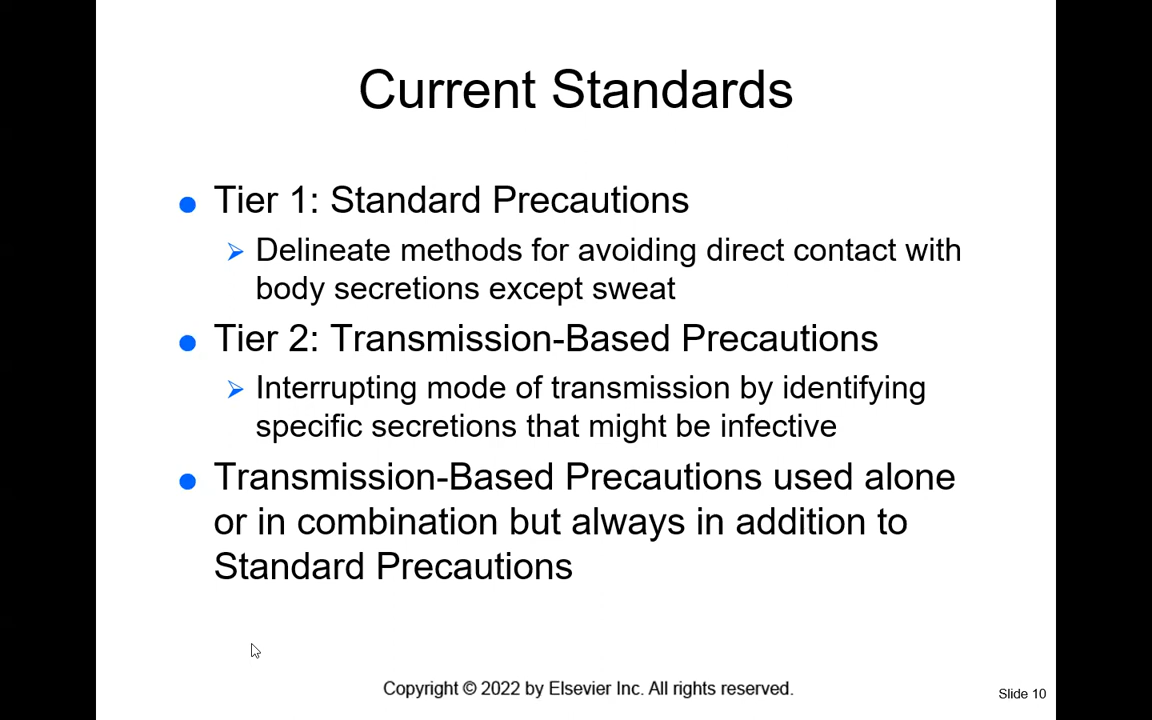 Current Standards
Tier 1: Standard Precautions
Delineate methods for avoiding direct contact with
body secretions except sweat
Tier 2: Transmission-Based Precautions
Interrupting mode of transmission by identifying
specific secretions that might be infective
Transmission-Based Precautions used alone
or in combination but always in addition to
Standard Precautions
Copyright © 2022 by Elsevier Inc. All rights reserved.
Slide 10